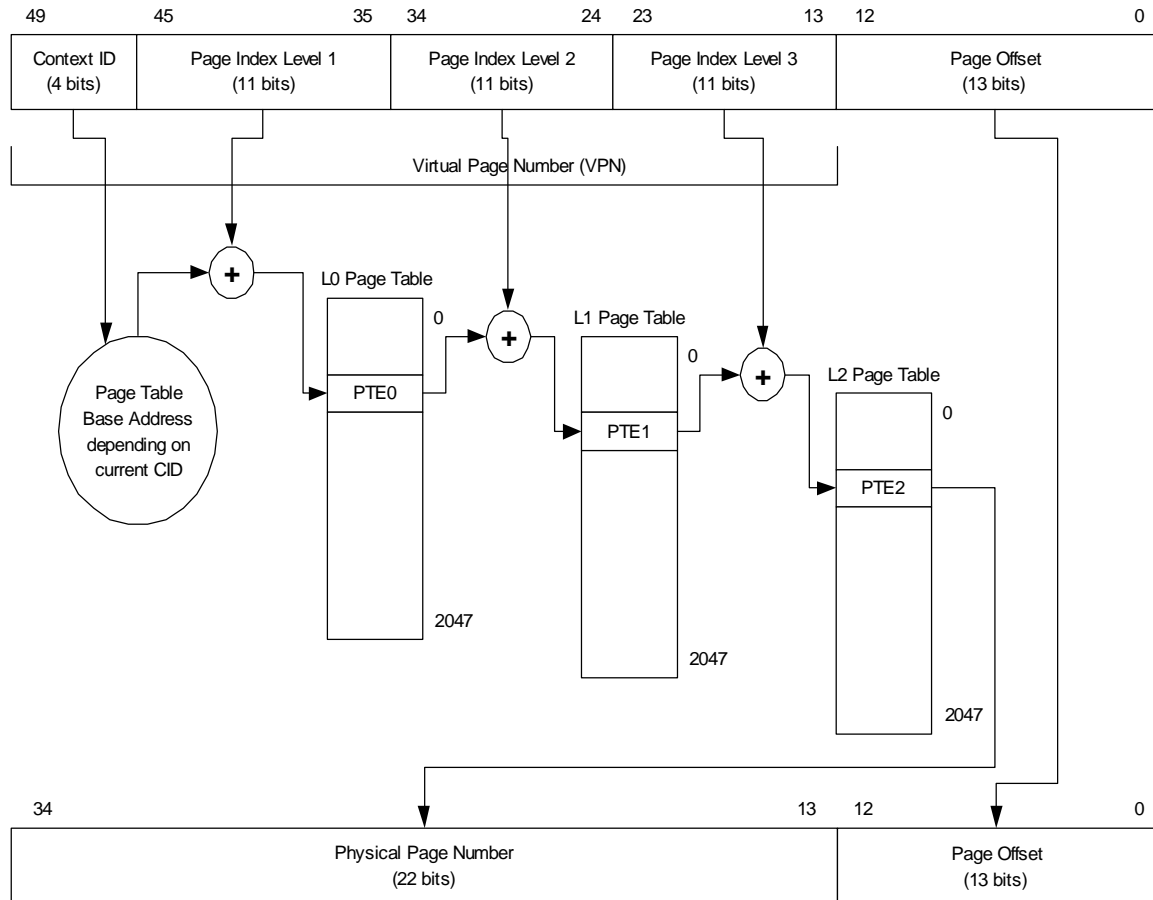 49 45 35 34 24 23 13 12 0
Context ID Page Index Level 1 Page Index Level 2 Page Index Level 3 Page Offset
(4 bits) (11 bits) (11 bits) (11 bits) (13 bits)
Virtual Page Number (VPN)
+
L0 Page Table
0
PTE0
2047
+
L1 Page Table
0
PTE1
2047
+
L2 Page Table
0
PTE2
2047
Page Table
Base Address
depending on
current CID
34 13 12 0
Physical Page Number Page Offset
(22 bits) (13 bits)